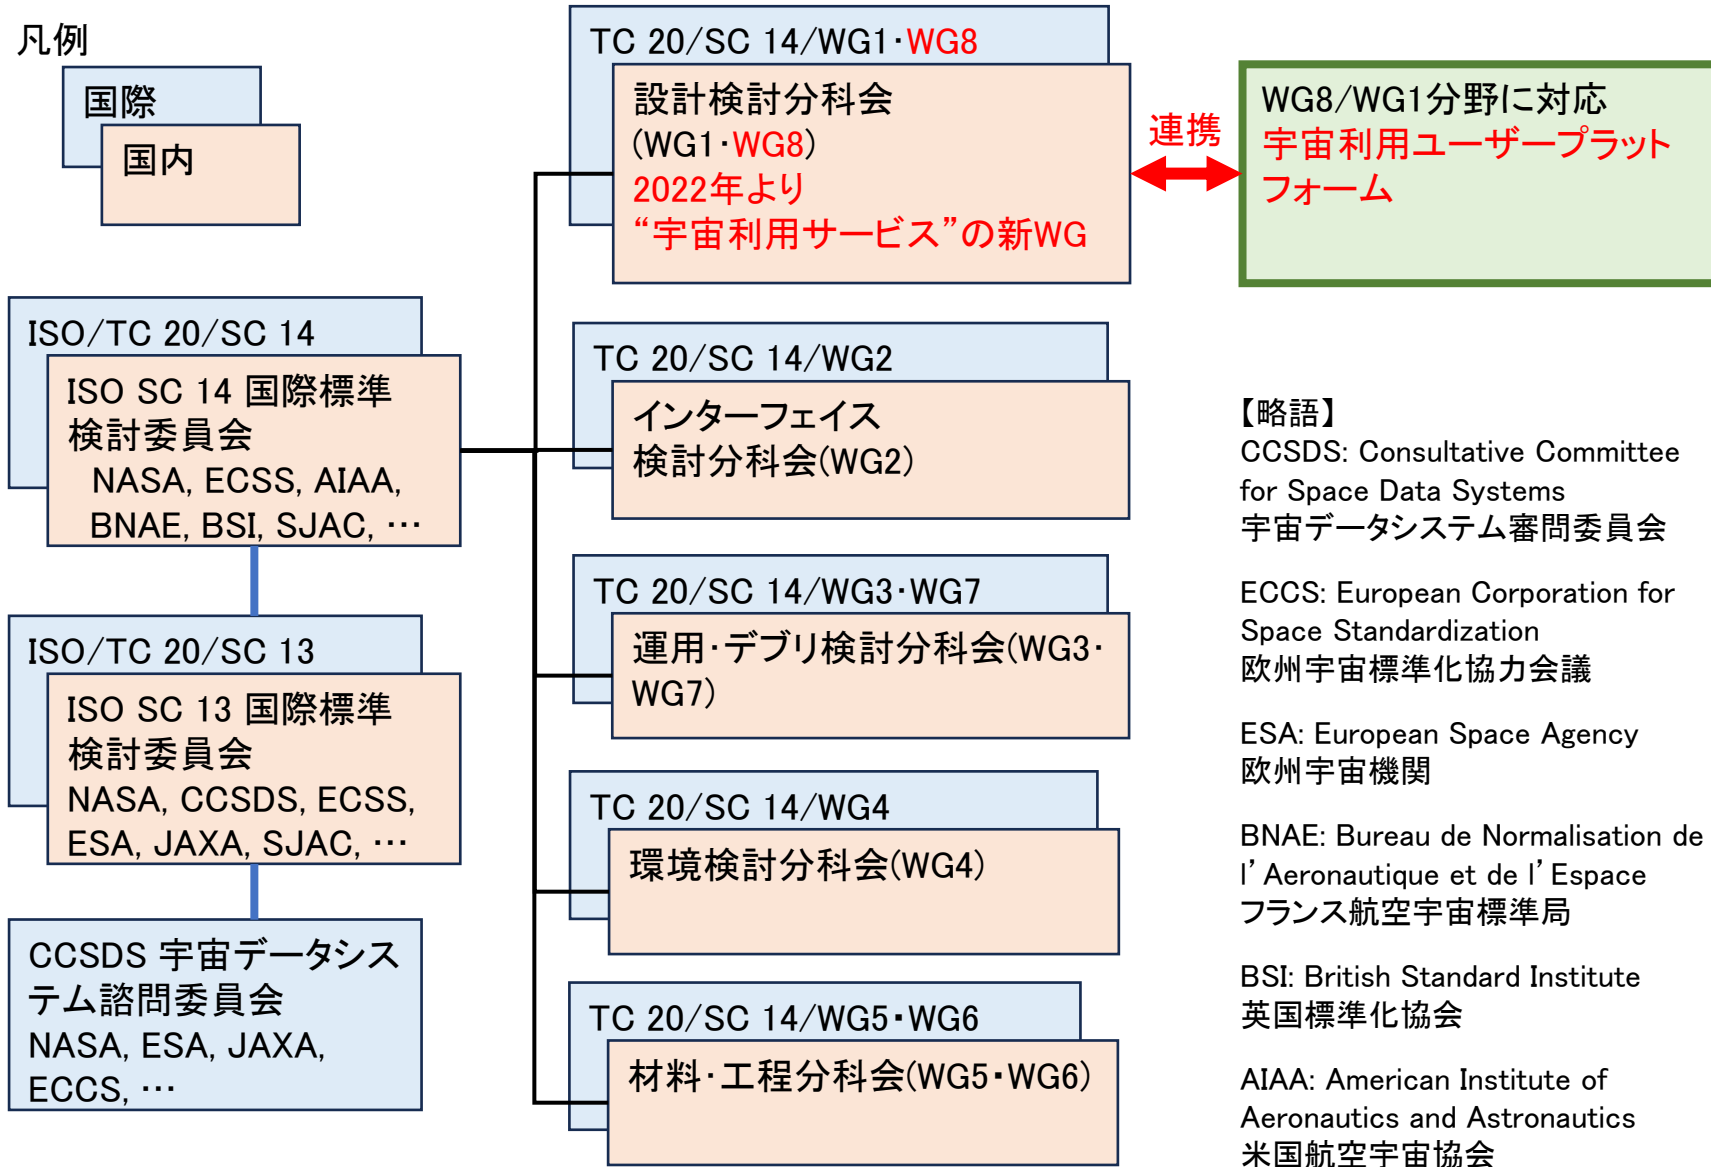 凡例
国際
国内
ISO/TC 20/SC 14
ISO SC 14 国際標準
検討委員会
NASA, ECSS, AIAA,
BNAE, BSI, SJAC, …
ISO/TC 20/SC 13
ISO SC 13 国際標準
検討委員会
NASA, CCSDS, ECSS,
ESA, JAXA, SJAC, …
CCSDS 宇宙データシス
テム諮問委員会
NASA, ESA, JAXA,
ECCS, …
TC 20/SC 14/WG1・WG8
設計検討分科会
(WG1・WG8)
2022年より
“宇宙利用サービス”の新WG
連携
WG8/WG1分野に対応
宇宙利用ユーザープラット
フォーム
TC 20/SC 14/WG2
インターフェイス
検討分科会(WG2)
TC 20/SC 14/WG3・WG7
運用・デブリ検討分科会(WG3・
WG7)
TC 20/SC 14/WG4
環境検討分科会(WG4)
TC 20/SC 14/WG5・WG6
材料・工程分科会(WG5・WG6)
【略語】
CCSDS: Consultative Committee
for Space Data Systems
宇宙データシステム審問委員会
ECCS: European Corporation for
Space Standardization
欧州宇宙標準化協力会議
ESA: European Space Agency
欧州宇宙機関
BNAE: Bureau de Normalisation de
l’Aeronautique et de l’Espace
フランス航空宇宙標準局
BSI: British Standard Institute
英国標準化協会
AIAA: American Institute of
Aeronautics and Astronautics
米国航空宇宙協会